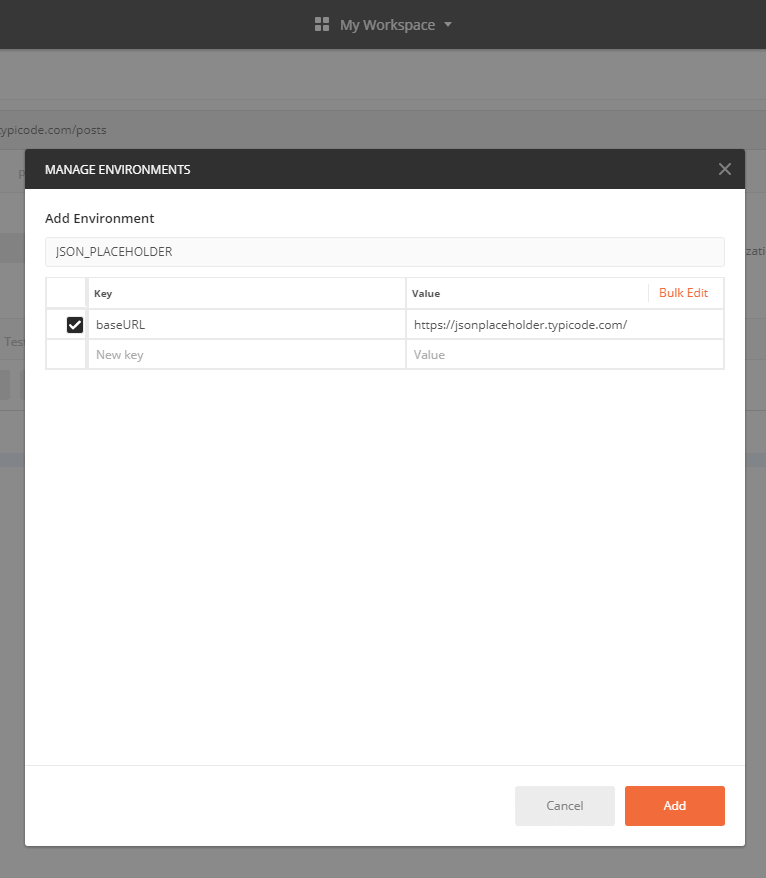 My Workspace
typicode.com/posts
MANAGE ENVIRONMENTS
Add Environment
JSON_PLACEHOLDER
Key Value Bulk Edit
baseURL https://jsonplaceholder.typicode.com/
New key Value
Cancel Add